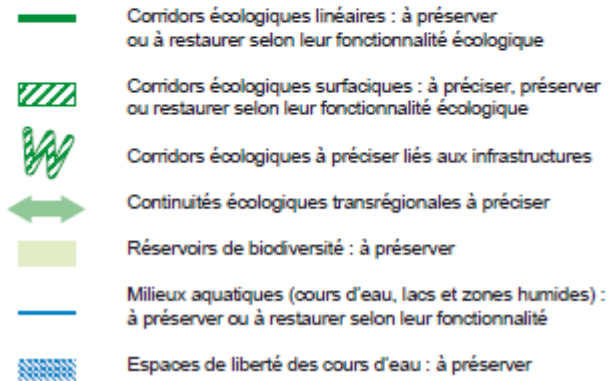 Corridors écologiques linéaires : à préserver
ou à restaurer selon leur fonctionnalité écologique
Corridors écologiques surfaciques : à préciser, préserver
ou restaurer selon leur fonctionnalité écologique
Corridors écologiques à préciser liés aux infrastructures
Continuités écologiques transrégionales à préciser
Réservoirs de biodiversité : à préserver
Milieux aquatiques (cours d'eau, lacs et zones humides) :
à préserver ou à restaurer selon leur fonctionnalité
Espaces de liberté des cours d'eau : à préserver